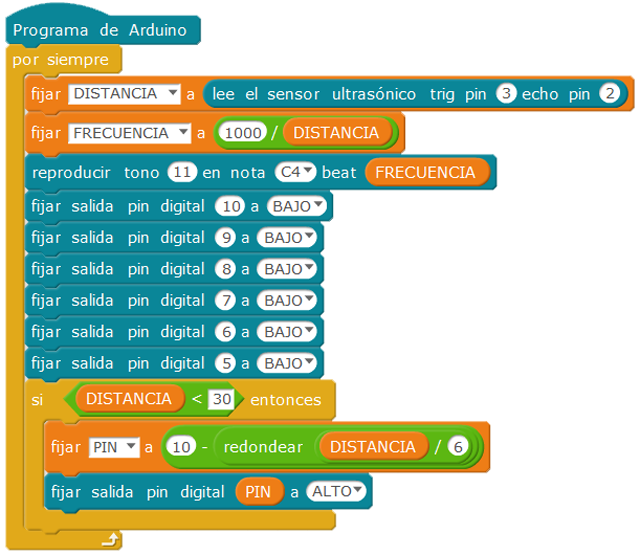 Programa de Arduino
por siempre
fijar DISTANCIA a lee el sensor ultrasónico trig pin 3 echo pin 2
fijar FRECUENCIA a 1000 / DISTANCIA
reproducir tono 11 en nota C4 beat FRECUENCIA
fijar salida pin digital 10 a BAJO
fijar salida pin digital 9 a BAJO
fijar salida pin digital 8 a BAJO
fijar salida pin digital 7 a BAJO
fijar salida pin digital 6 a BAJO
fijar salida pin digital 5 a BAJO
si DISTANCIA < 30 entonces
fijar PIN a 10 - redondear DISTANCIA / 6
fijar salida pin digital PIN a ALTO